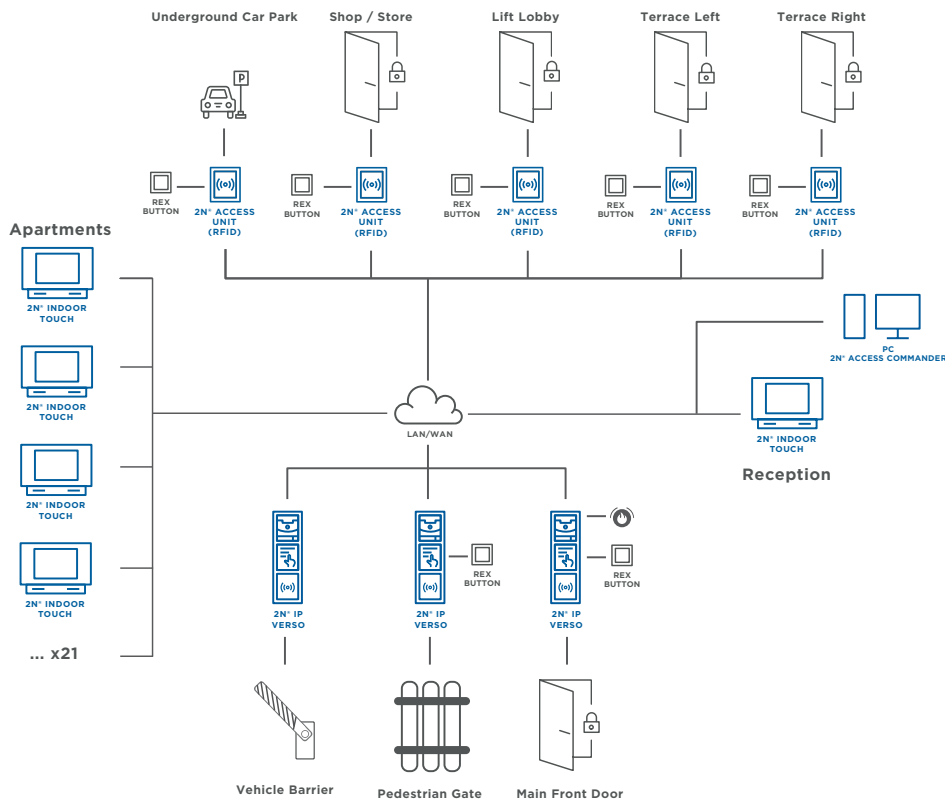 Underground Car Park
Shop / Store
Lift Lobby
Terrace Left
Terrace Right
P
REX
BUTTON
2N® ACCESS
UNIT
(RFID)
REX
BUTTON
2N® ACCESS
UNIT
(RFID)
REX
BUTTON
2N® ACCESS
UNIT
(RFID)
REX
BUTTON
2N® ACCESS
UNIT
(RFID)
REX
BUTTON
2N® ACCESS
UNIT
(RFID)
Apartments
2N® INDOOR
TOUCH
2N® INDOOR
TOUCH
2N® INDOOR
TOUCH
2N® INDOOR
TOUCH
... x21
PC
2N® ACCESS COMMANDER
LAN/WAN
2N® INDOOR
TOUCH
Reception
REX
BUTTON
REX
BUTTON
2N® IP
VERSO
2N® IP
VERSO
2N® IP
VERSO
Vehicle Barrier
Pedestrian Gate
Main Front Door